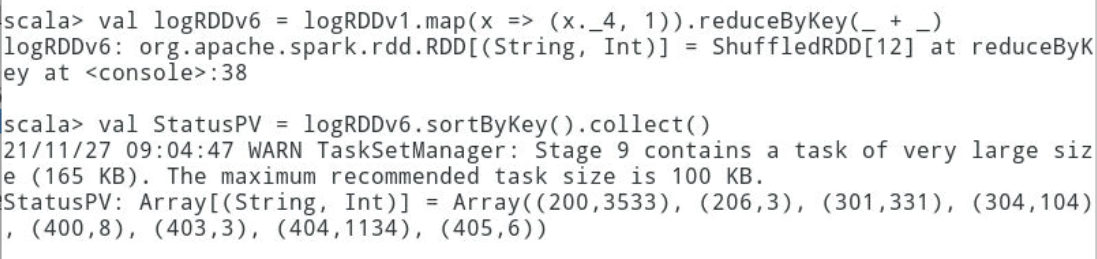 scala> val logRDDv6 = logRDDv1.map(x => (x._4, 1)).reduceByKey(_ + _)
logRDDv6: org.apache.spark.rdd.RDD[(String, Int)] = ShuffledRDD[12] at reduceByK
ey at <console>:38
scala> val StatusPV = logRDDv6.sortByKey().collect()
21/11/27 09:04:47 WARN TaskSetManager: Stage 9 contains a task of very large siz
e (165 KB). The maximum recommended task size is 100 KB.
StatusPV: Array[(String, Int)] = Array((200,3533), (206,3), (301,331), (304,104)
, (400,8), (403,3), (404,1134), (405,6))